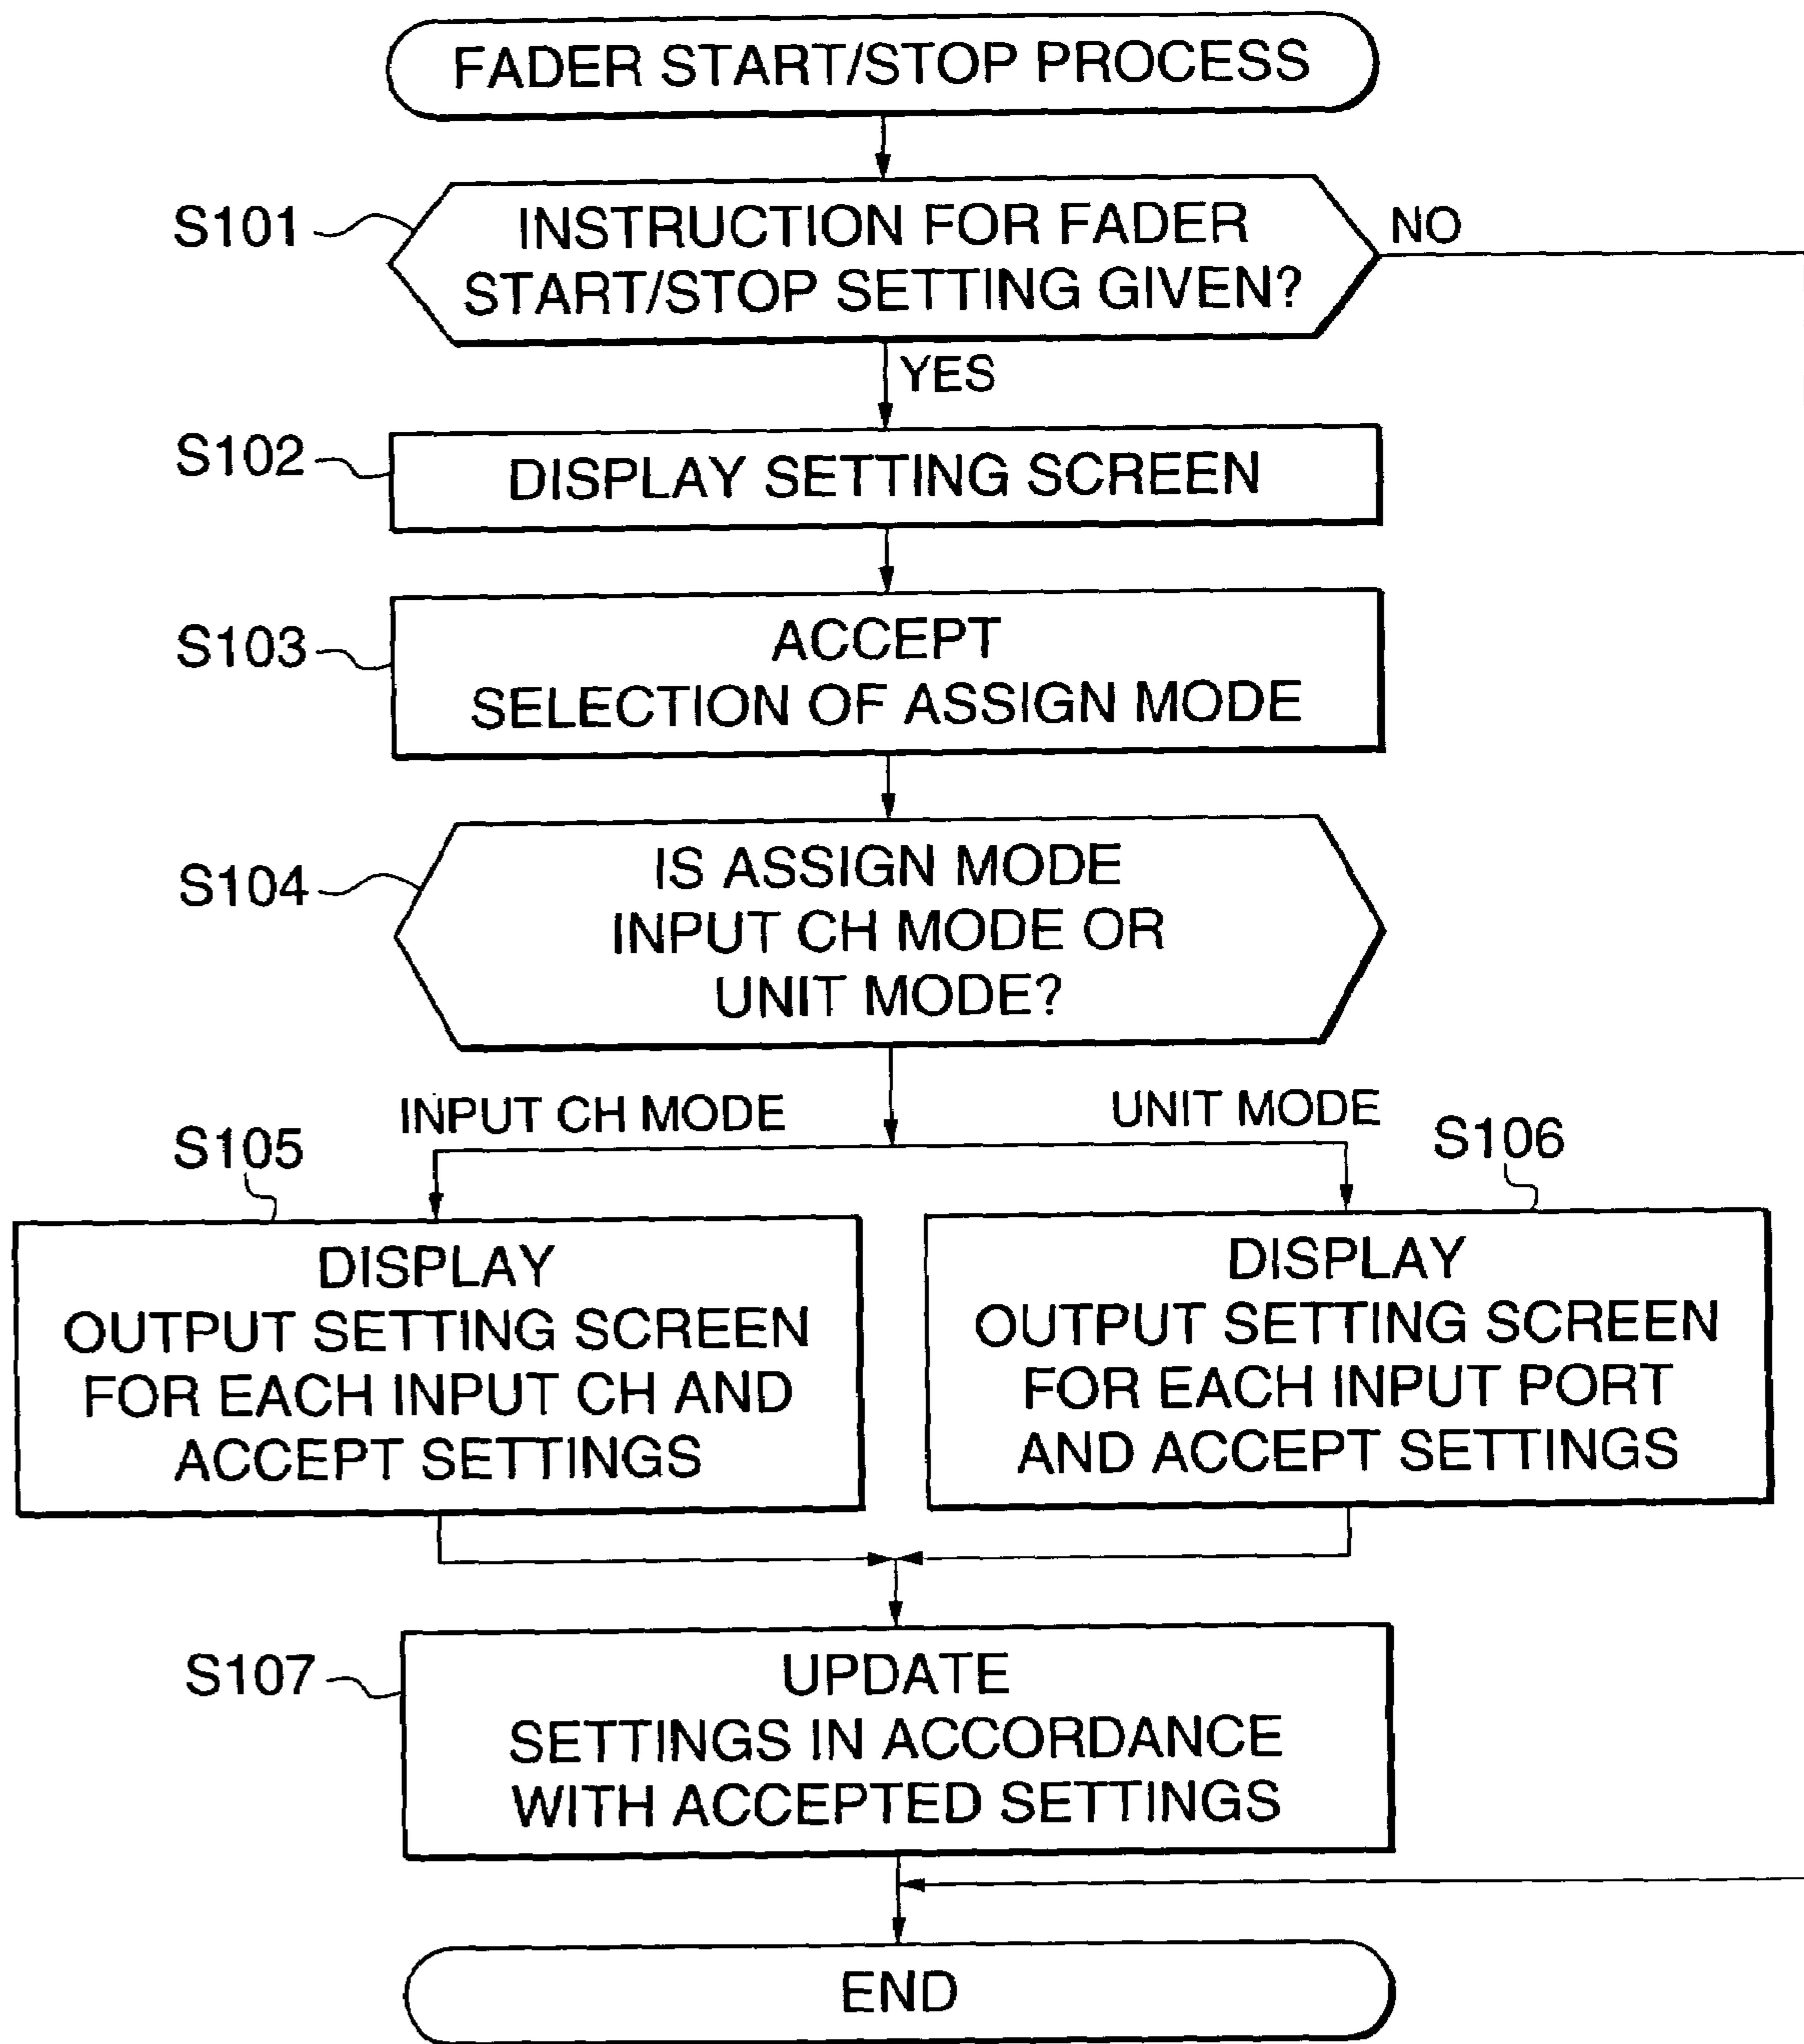 FADER START/STOP PROCESS
S101
INSTRUCTION FOR FADER
START/STOP SETTING GIVEN?
NO
YES
S102
DISPLAY SETTING SCREEN
S103
ACCEPT
SELECTION OF ASSIGN MODE
S104
IS ASSIGN MODE
INPUT CH MODE OR
UNIT MODE?
INPUT CH MODE
UNIT MODE
S105
DISPLAY
OUTPUT SETTING SCREEN
FOR EACH INPUT CH AND
ACCEPT SETTINGS
S106
DISPLAY
OUTPUT SETTING SCREEN
FOR EACH INPUT PORT
AND ACCEPT SETTINGS
S107
UPDATE
SETTINGS IN ACCORDANCE
WITH ACCEPTED SETTINGS
END